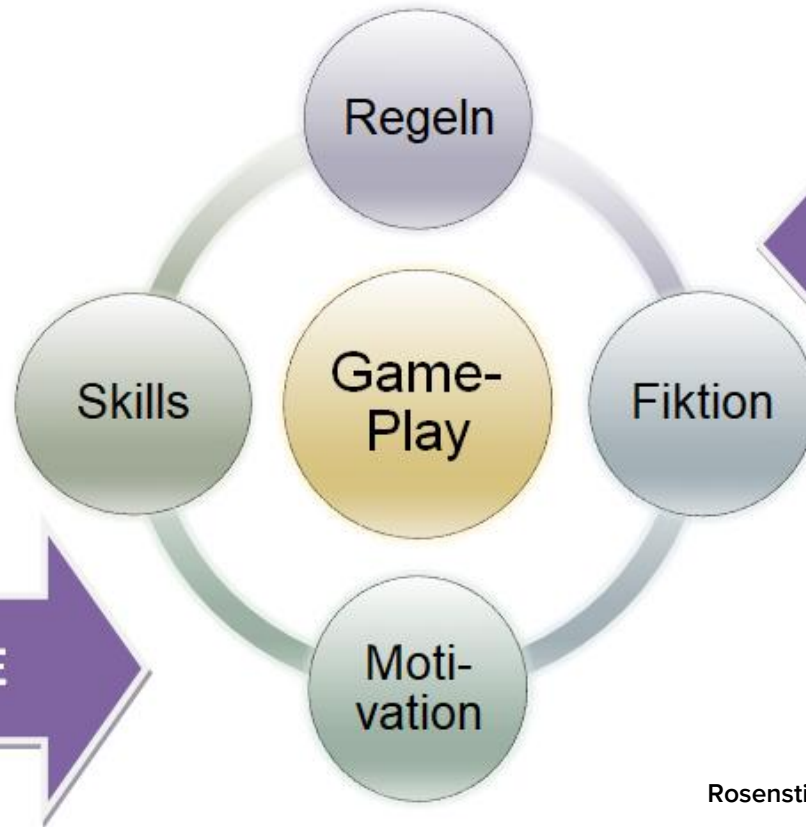 Regeln
Skills
Game-
Play
Fiktion
Moti-
vation